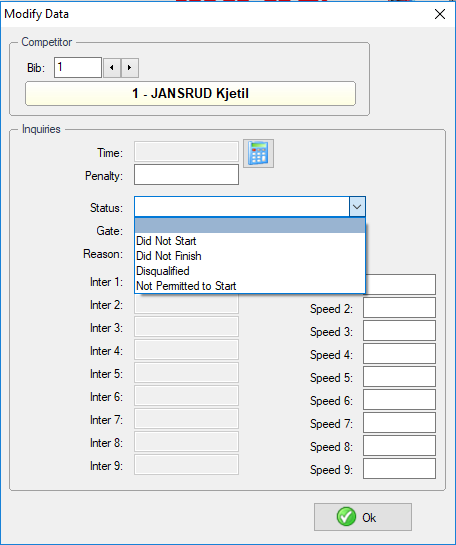 Modify Data
Competitor
Bib: 1
1 - JANSRUD Kjetil
Inquiries
Time:
Penalty:
Status:
Gate:
Did Not Start
Reason:
Did Not Finish
Disqualified
Not Permitted to Start
Inter 1:
Inter 2: Speed 2:
Inter 3: Speed 3:
Inter 4: Speed 4:
Inter 5: Speed 5:
Inter 6: Speed 6:
Inter 7: Speed 7:
Inter 8: Speed 8:
Inter 9: Speed 9:
Ok